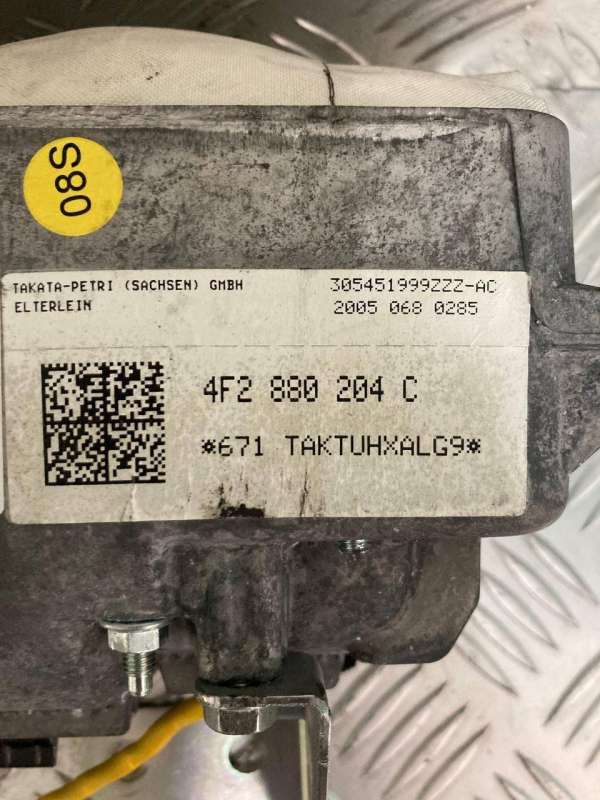 08S
TAKATA-PETRI (SACHSEN) GMBH
ELTERLEIN
305451999ZZZ-AC
2005 068 0285
4F2 880 204 C
*671 TAKTUHXALG9*